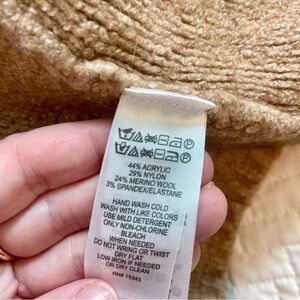 44% ACRYLIC
29% NYLON
24% MERINO WOOL
3% SPANDEX/ELASTANE
HAND WASH COLD
WASH WITH LIKE COLORS
USE MILD DETERGENT
ONLY NON-CHLORINE
BLEACH
WHEN NEEDED
DO NOT WRING OR TWIST
DRY FLAT
LOW IRON IF NEEDED
OR DRY CLEAN
RN# 75343